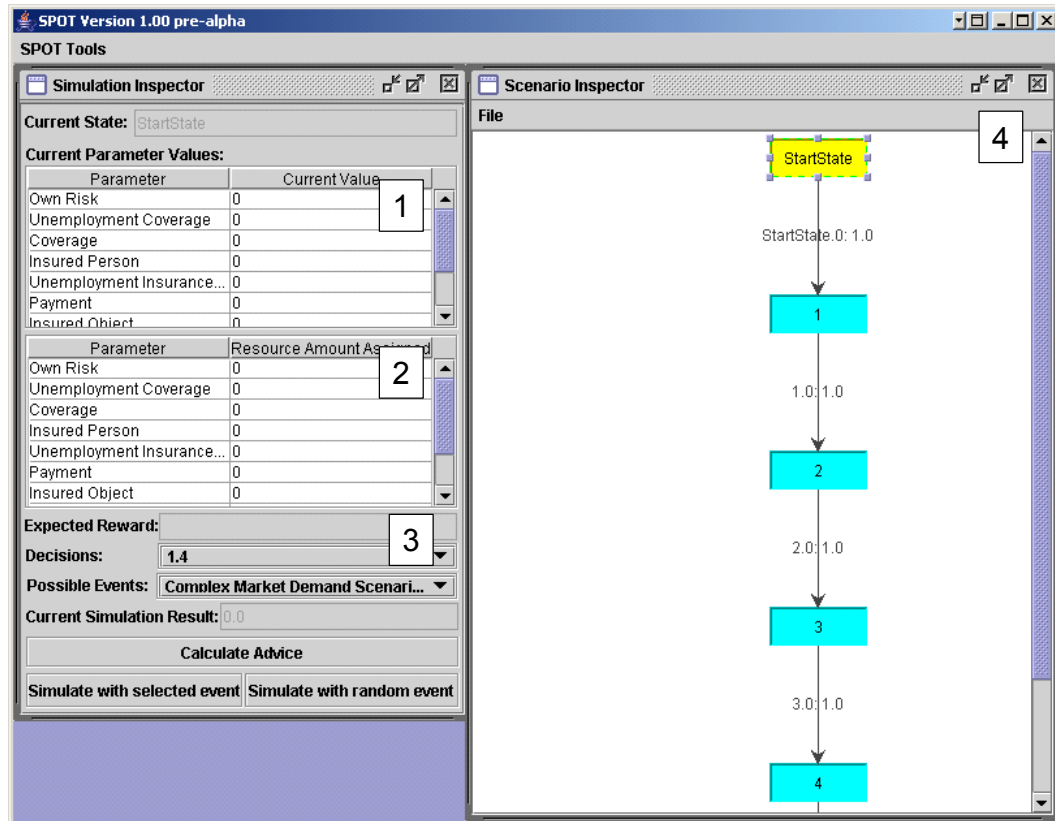 SPOT Version 1.00 pre-alpha
SPOT Tools
Simulation Inspector
Current State: StartState
Current Parameter Values:
Parameter Current Value
1
Own Risk 0
Unemployment Coverage 0
Coverage 0
Insured Person 0
Unemployment Insurance... 0
Payment 0
Insured Object 0
Parameter Resource Amount Assigned
2
Own Risk 0
Unemployment Coverage 0
Coverage 0
Insured Person 0
Unemployment Insurance... 0
Payment 0
Insured Object 0
Expected Reward:
3
Decisions: 1.4
Possible Events: Complex Market Demand Scenari...
Current Simulation Result: 0.0
Calculate Advice
Simulate with selected event Simulate with random event
Scenario Inspector
File
4
StartState
StartState.0: 1.0
1
1.0: 1.0
2
2.0: 1.0
3
3.0: 1.0
4